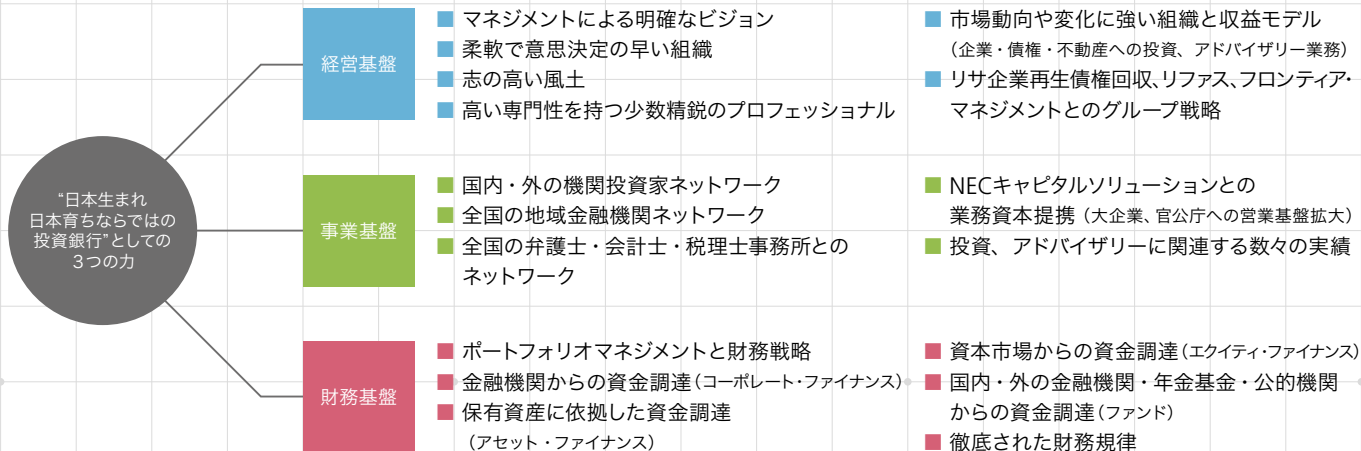 “日本生まれ
日本育ちならではの
投資銀行”としての
3つの力
経営基盤
マネジメントによる明確なビジョン
柔軟で意思決定の早い組織
志の高い風土
高い専門性を持つ少数精鋭のプロフェッショナル
市場動向や変化に強い組織と収益モデル
（企業・債権・不動産への投資、アドバイザリー業務）
リサ企業再生債権回収、リファス、フロンティア・
マネジメントとのグループ戦略
事業基盤
国内・外の機関投資家ネットワーク
全国の地域金融機関ネットワーク
全国の弁護士・会計士・税理士事務所との
ネットワーク
NECキャピタルソリューションとの
業務資本提携（大企業、官公庁への営業基盤拡大）
投資、アドバイザリーに関連する数々の実績
財務基盤
ポートフォリオマネジメントと財務戦略
金融機関からの資金調達（コーポレート・ファイナンス）
保有資産に依拠した資金調達
（アセット・ファイナンス）
資本市場からの資金調達（エクイティ・ファイナンス）
国内・外の金融機関・年金基金・公的機関
からの資金調達（ファンド）
徹底された財務規律